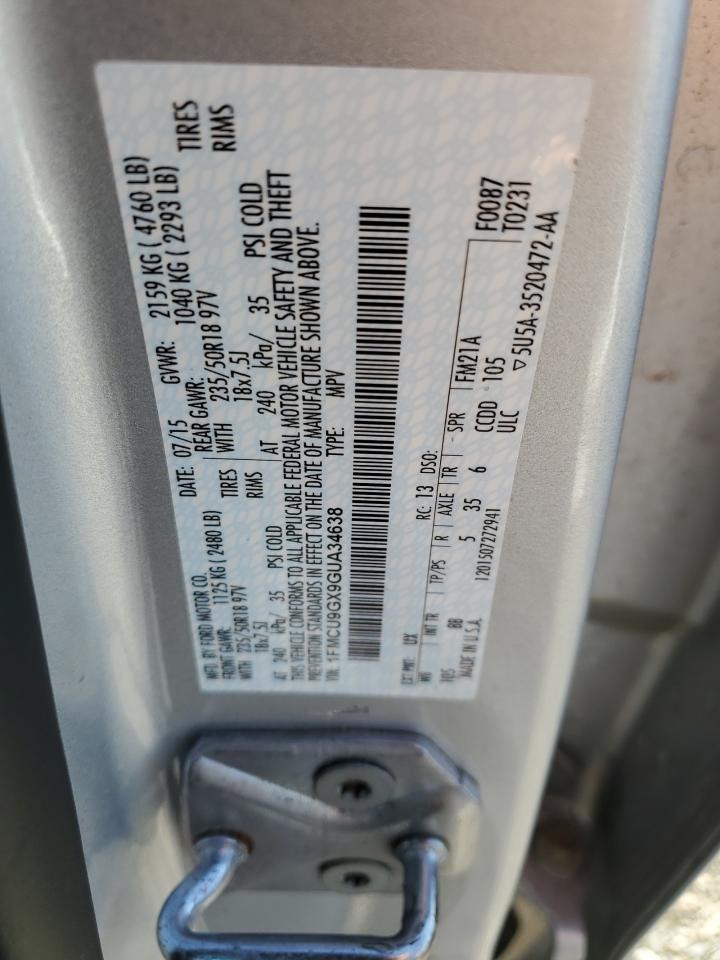 MFD. BY FORD MOTOR CO.
DATE: 07/15 GVWR: 2159 KG ( 4760 LB)
FRONT GAWR: 1125 KG ( 2480 LB) REAR GAWR: 1040 KG ( 2293 LB)
WITH 235/50R18 97V TIRES WITH 235/50R18 97V TIRES
18x7.5J RIMS 18x7.5J RIMS
AT 240 kPa/ 35 PSI COLD AT 240 kPa/ 35 PSI COLD
THIS VEHICLE CONFORMS TO ALL APPLICABLE FEDERAL MOTOR VEHICLE SAFETY AND THEFT
PREVENTION STANDARDS IN EFFECT ON THE DATE OF MANUFACTURE SHOWN ABOVE.
VIN: 1FMCU9GX9GUA34638 TYPE: MPV
EXT PNT: UX RC: 13 DSO: FM21A F0087
WB INT TR TP/PS R AXLE TR SPR T0231
105 BB 5 35 6 CCDD 105
MADE IN U.S.A. 1201507272941 ULC ▽5U5A-3520472-AA